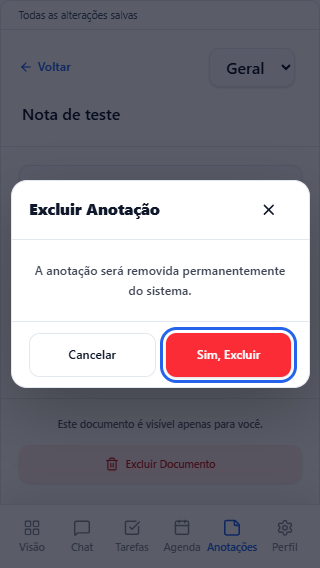 Todas as alterações salvas
Voltar
Geral
Nota de teste
Excluir Anotação
A anotação será removida permanentemente
do sistema.
Cancelar
Sim, Excluir
Este documento é visível apenas para você.
Excluir Documento
Visão
Chat
Tarefas
Agenda
Anotações
Perfil